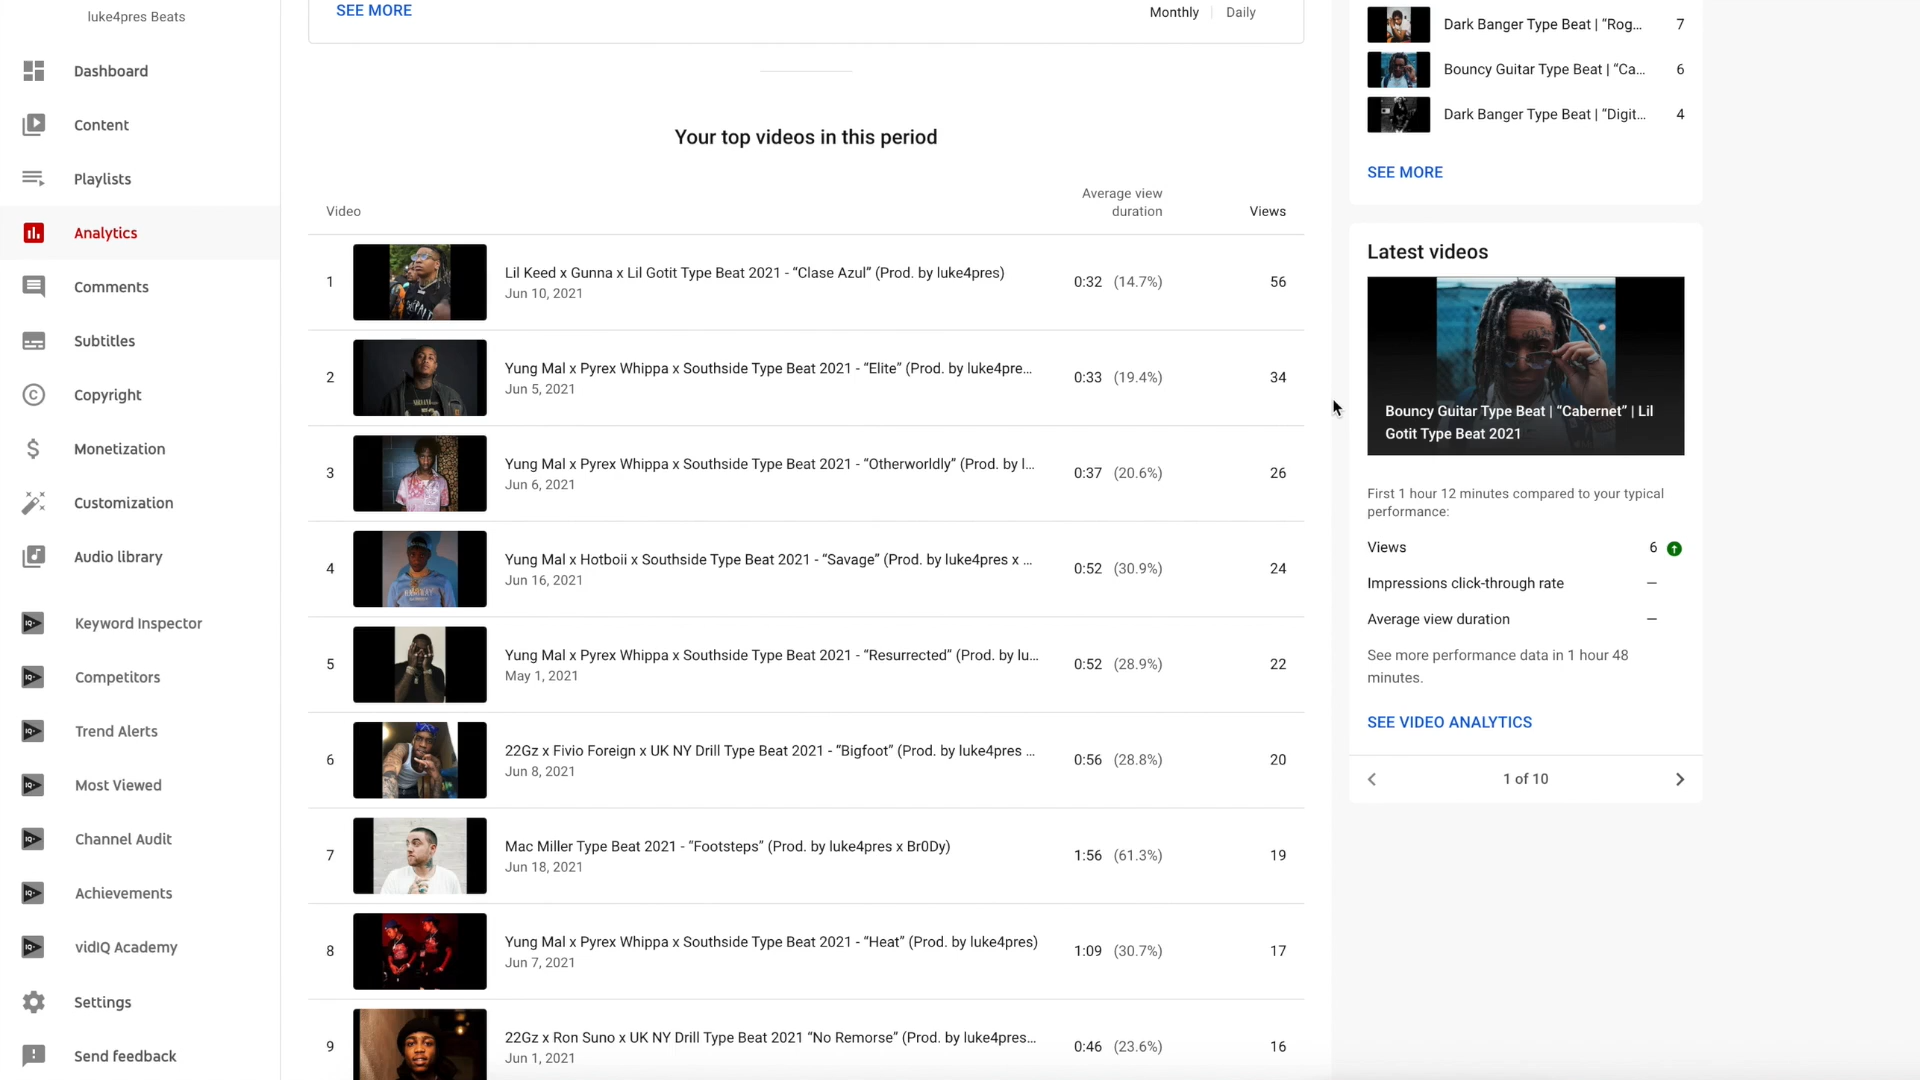 luke4pres Beats
Dashboard
Content
Playlists
Analytics
Comments
Subtitles
Copyright
Monetization
Customization
Audio library
Keyword Inspector
Competitors
Trend Alerts
Most Viewed
Channel Audit
Achievements
vidIQ Academy
Settings
Send feedback
SEE MORE
Monthly
Daily
Your top videos in this period
Video
Average view
duration
Views
1
Lil Keed x Gunna x Lil Gotit Type Beat 2021 - “Clase Azul” (Prod. by luke4pres)
Jun 10, 2021
0:32 (14.7%)
56
2
Yung Mal x Pyrex Whippa x Southside Type Beat 2021 - “Elite” (Prod. by luke4pre...
Jun 5, 2021
0:33 (19.4%)
34
3
Yung Mal x Pyrex Whippa x Southside Type Beat 2021 - “Otherworldly” (Prod. by l...
Jun 6, 2021
0:37 (20.6%)
26
4
Yung Mal x Hotboii x Southside Type Beat 2021 - “Savage” (Prod. by luke4pres x ...
Jun 16, 2021
0:52 (30.9%)
24
5
Yung Mal x Pyrex Whippa x Southside Type Beat 2021 - “Resurrected” (Prod. by lu...
May 1, 2021
0:52 (28.9%)
22
6
22Gz x Fivio Foreign x UK NY Drill Type Beat 2021 - “Bigfoot” (Prod. by luke4pres ...
Jun 8, 2021
0:56 (28.8%)
20
7
Mac Miller Type Beat 2021 - “Footsteps” (Prod. by luke4pres x Br0Dy)
Jun 18, 2021
1:56 (61.3%)
19
8
Yung Mal x Pyrex Whippa x Southside Type Beat 2021 - “Heat” (Prod. by luke4pres)
Jun 7, 2021
1:09 (30.7%)
17
9
22Gz x Ron Suno x UK NY Drill Type Beat 2021 “No Remorse” (Prod. by luke4pres...
Jun 1, 2021
0:46 (23.6%)
16
Dark Banger Type Beat | “Rog... 7
Bouncy Guitar Type Beat | “Ca... 6
Dark Banger Type Beat | “Digit... 4
SEE MORE
Latest videos
Bouncy Guitar Type Beat | “Cabernet” | Lil
Gotit Type Beat 2021
First 1 hour 12 minutes compared to your typical
performance:
Views 6
Impressions click-through rate —
Average view duration —
See more performance data in 1 hour 48
minutes.
SEE VIDEO ANALYTICS
1 of 10